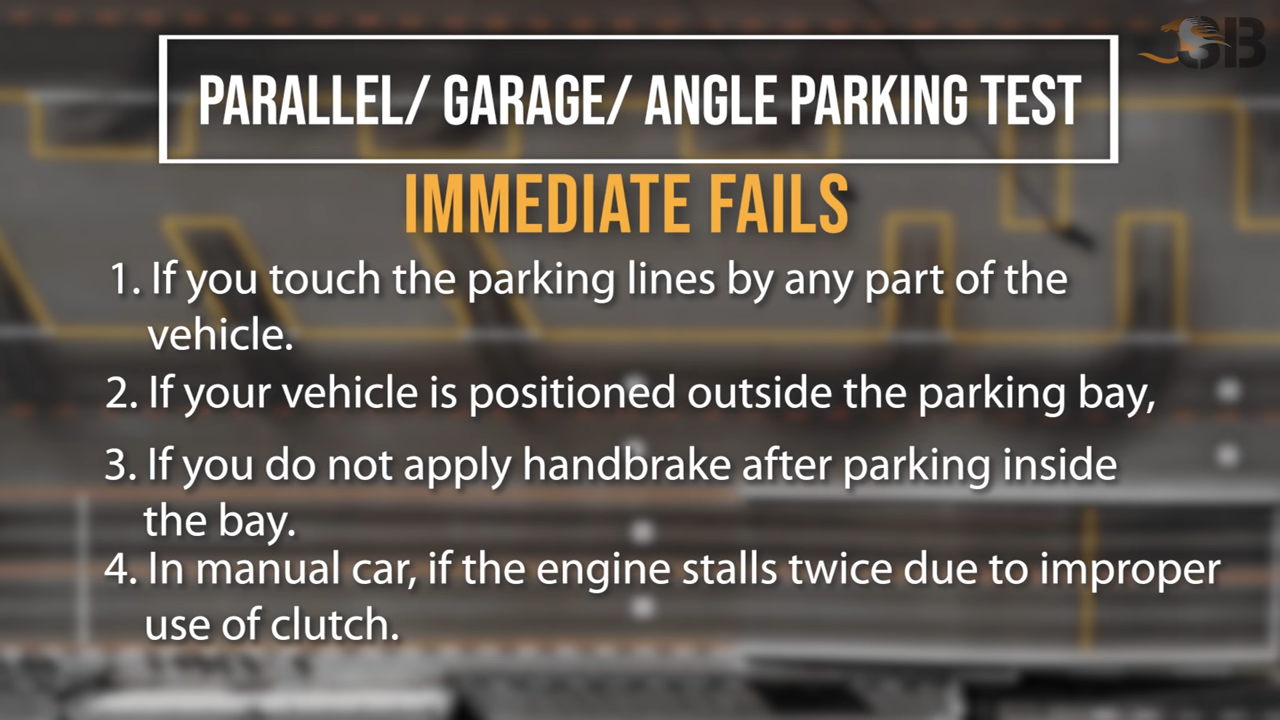 SB
PARALLEL/ GARAGE/ ANGLE PARKING TEST
IMMEDIATE FAILS
1. If you touch the parking lines by any part of the
vehicle.
2. If your vehicle is positioned outside the parking bay,
3. If you do not apply handbrake after parking inside
the bay.
4. In manual car, if the engine stalls twice due to improper
use of clutch.